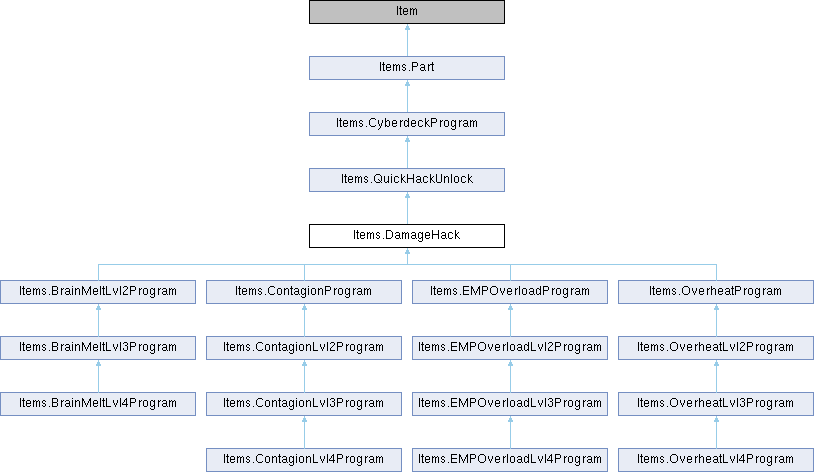 Item
Items.Part
Items.CyberdeckProgram
Items.QuickHackUnlock
Items.DamageHack
Items.BrainMeltLvl2Program
Items.ContagionProgram
Items.EMPOverloadProgram
Items.OverheatProgram
Items.BrainMeltLvl3Program
Items.ContagionLvl2Program
Items.EMPOverloadLvl2Program
Items.OverheatLvl2Program
Items.BrainMeltLvl4Program
Items.ContagionLvl3Program
Items.EMPOverloadLvl3Program
Items.OverheatLvl3Program
Items.ContagionLvl4Program
Items.EMPOverloadLvl4Program
Items.OverheatLvl4Program